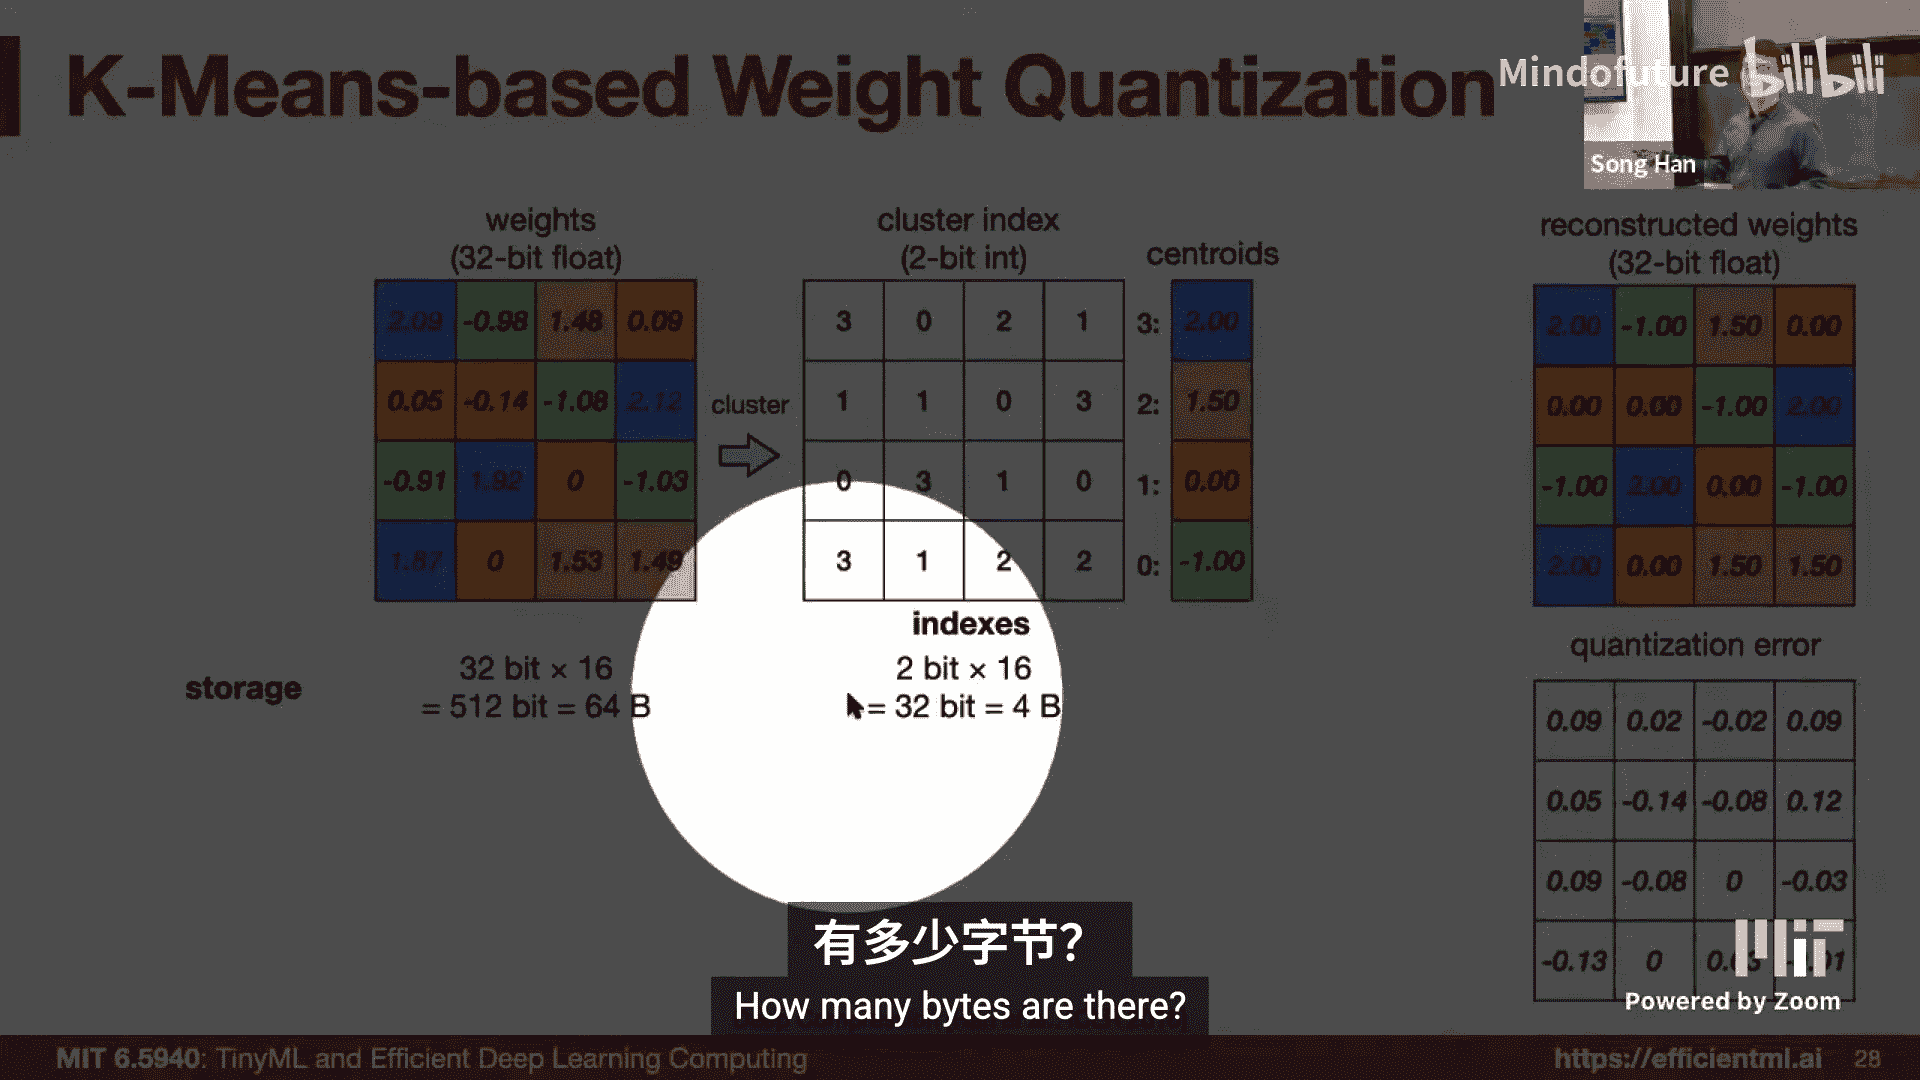 K-Means-based Weight Quantization
Mindofuture bilibili
Song Han
weights
(32-bit float)
cluster index
(2-bit int)
centroids
reconstructed weights
(32-bit float)
2.09 -0.98 1.48 0.09
0.05 -0.14 -1.08 2.12
-0.91 1.92 0 -1.03
1.87 0 1.53 1.49
cluster
3 0 2 1
1 1 0 3
0 3 1 0
3 1 2 2
3: 2.00
2: 1.50
1: 0.00
0: -1.00
2.00 -1.00 1.50 0.00
0.00 0.00 -1.00 2.00
-1.00 2.00 0.00 -1.00
2.00 0.00 1.50 1.50
indexes
storage
32 bit × 16
= 512 bit = 64 B
2 bit × 16
= 32 bit = 4 B
quantization error
0.09 0.02 -0.02 0.09
0.05 -0.14 -0.08 0.12
0.09 -0.08 0 -0.03
-0.13 0
MIT
Powered by Zoom
有多少字节?
How many bytes are there?
MIT 6.5940: TinyML and Efficient Deep Learning Computing
https://efficientml.ai
28